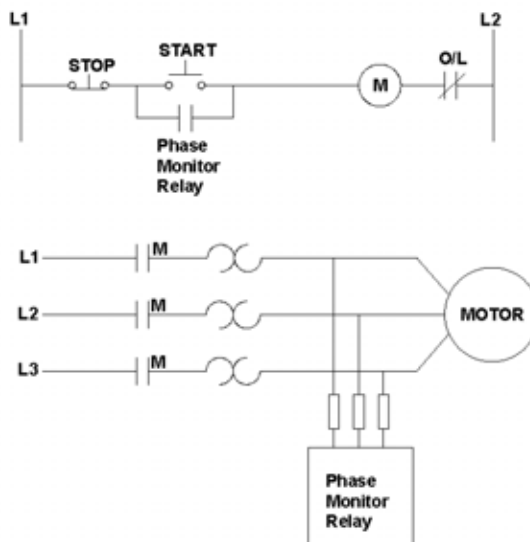 L1
L2
START
STOP
O/L
M
Phase
Monitor
Relay
L1
M
L2
M
MOTOR
L3
M
Phase
Monitor
Relay